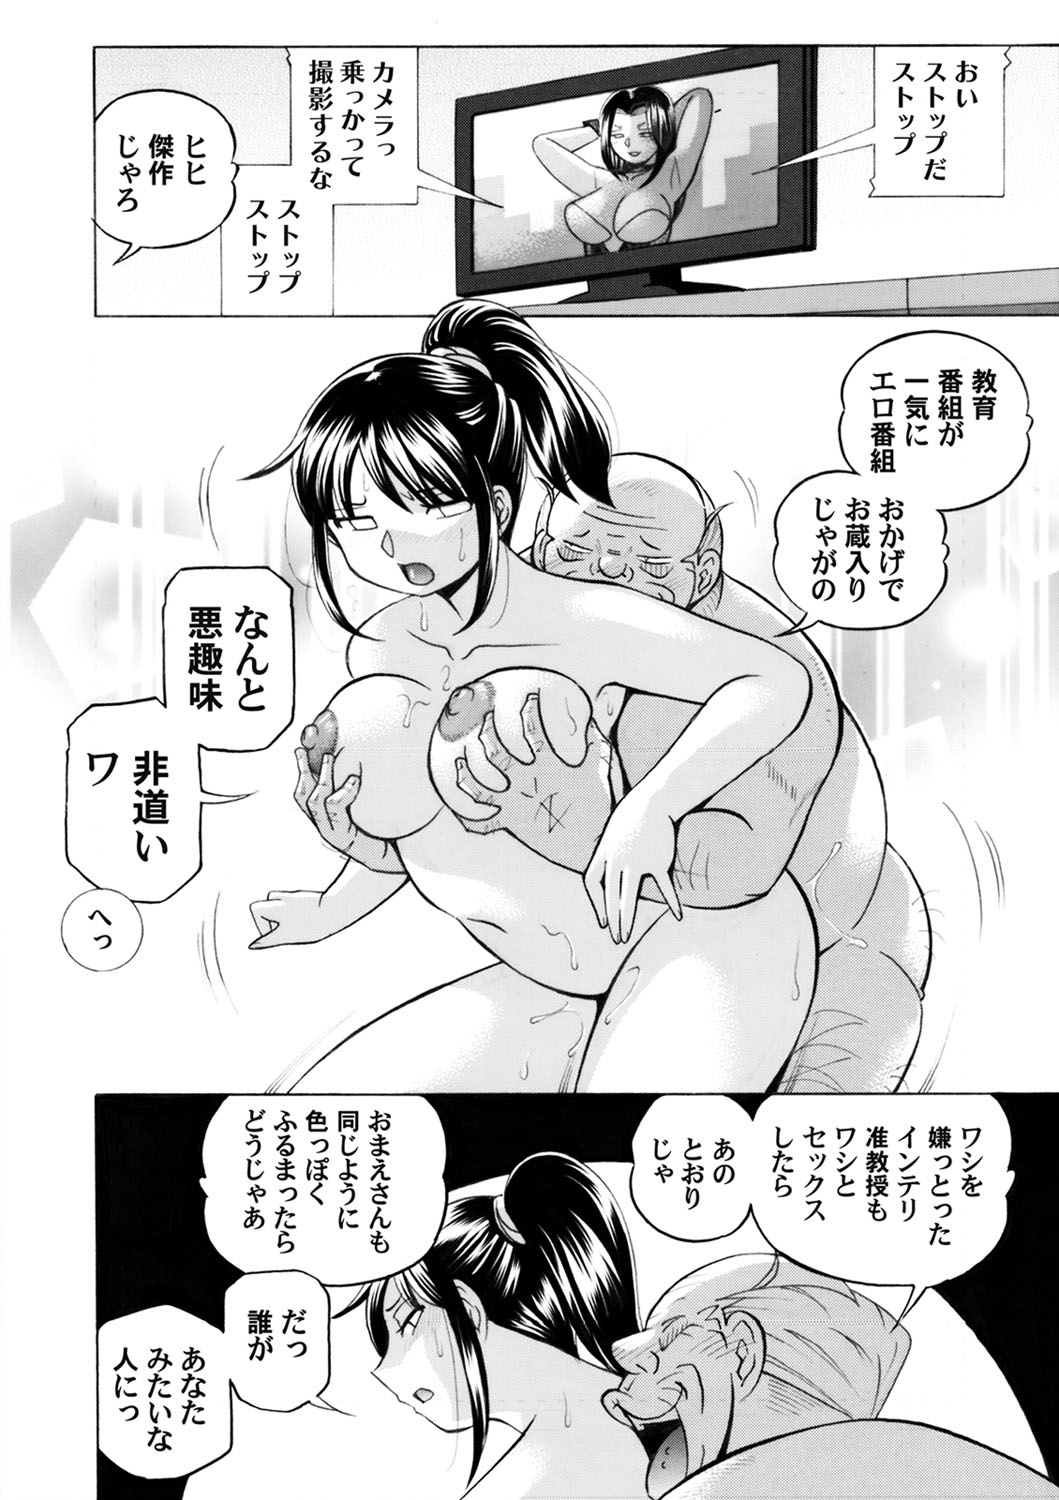 おい
ストップだ
ストップ
カメラっ
乗っかって
撮影するな
ストップ
ストップ
ヒヒ
傑作
じゃろ
教育
番組が
一気に
エロ番組
おかげで
お蔵入り
じゃがの
なんと
悪趣味
非道い
ワ
へっ
ワシを
嫌っとった
インテリ
准教授も
ワシと
セックス
したら
あの
とおり
じゃ
おまえさんも
同じように
色っぽく
ふるまったら
どうじゃあ
だっ
誰が
あなた
みたいな
人にっ